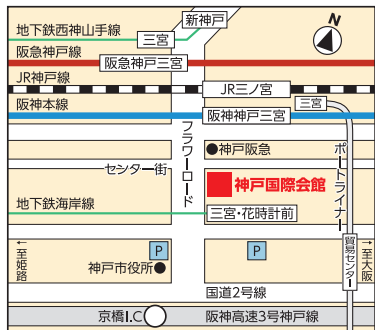 新神戸
N
地下鉄西神山手線
三宮
阪急神戸線
阪急神戸三宮
JR神戸線
JR三ノ宮
三宮
阪神本線
阪神神戸三宮
フラワーロード
神戸阪急
ポートライナー
センター街
神戸国際会館
地下鉄海岸線
三宮・花時計前
←至姫路
P
P
貿易センター
→至大阪
神戸市役所
国道2号線
京橋I.C
阪神高速3号神戸線